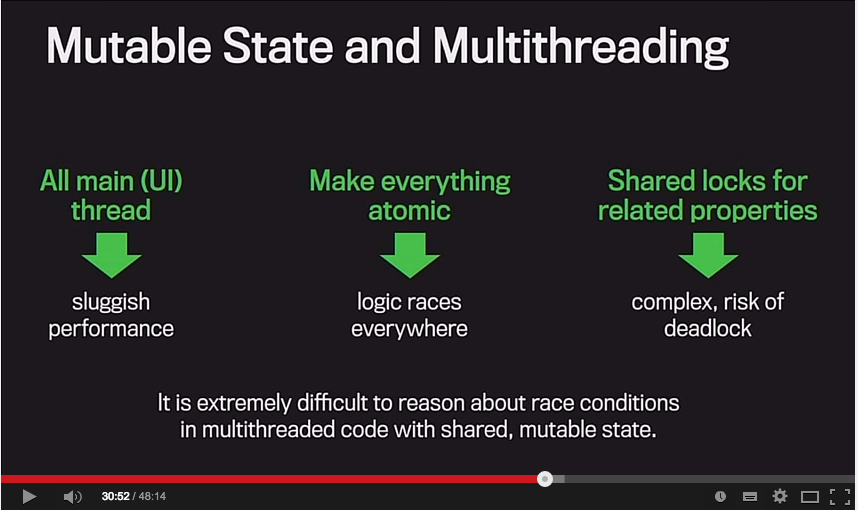 Mutable State and Multithreading
All main (UI)
thread
sluggish
performance
Make everything
atomic
logic races
everywhere
Shared locks for
related properties
complex, risk of
deadlock
It is extremely difficult to reason about race conditions
in multithreaded code with shared, mutable state.
30:52 / 48:14